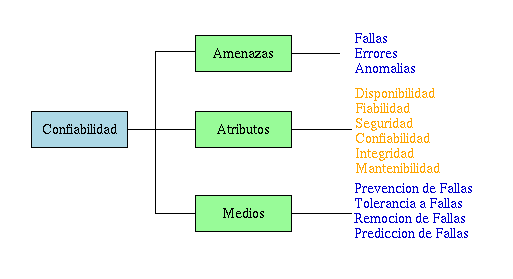 Confiabilidad
Amenazas
Fallas
Errores
Anomalias
Atributos
Disponibilidad
Fiabilidad
Seguridad
Confiabilidad
Integridad
Mantenibilidad
Medios
Prevencion de Fallas
Tolerancia a Fallas
Remocion de Fallas
Prediccion de Fallas